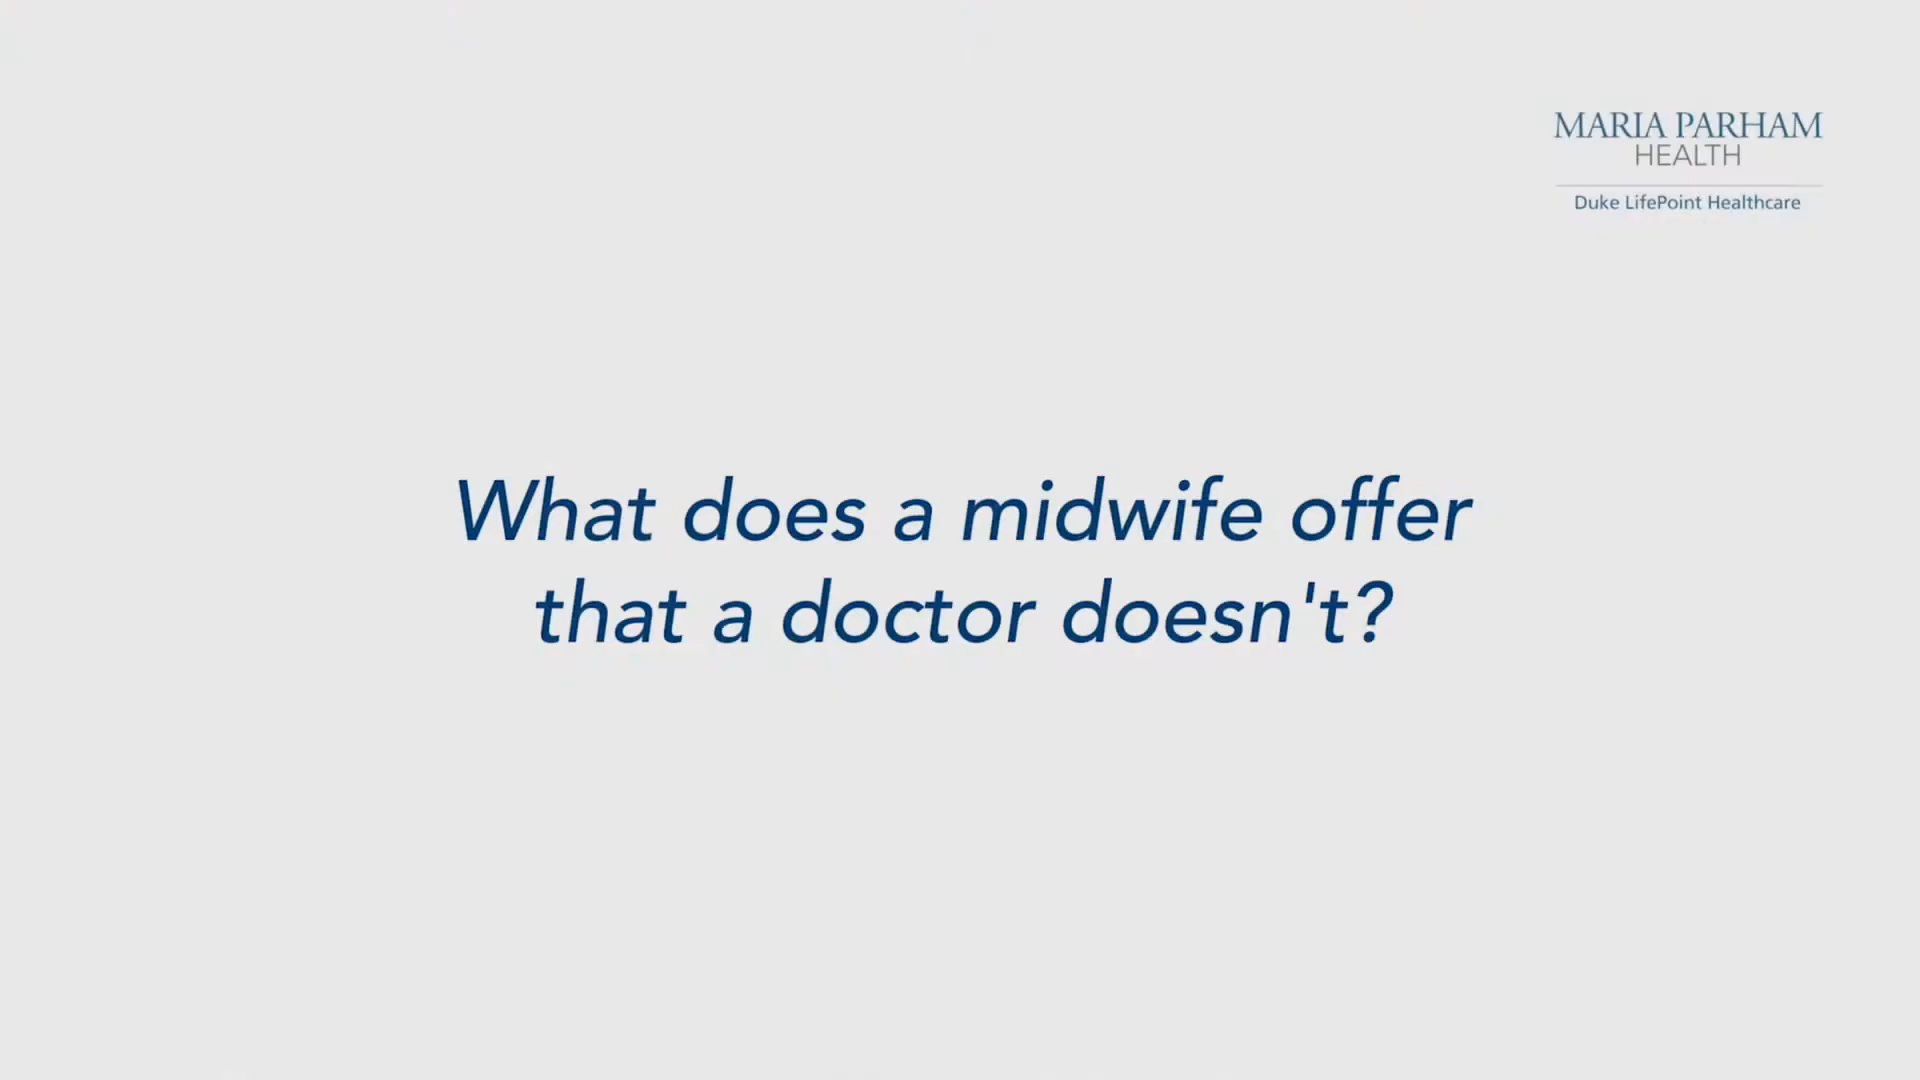 MARIA PARHAM
HEALTH
Duke LifePoint Healthcare
What does a midwife offer
that a doctor doesn't?